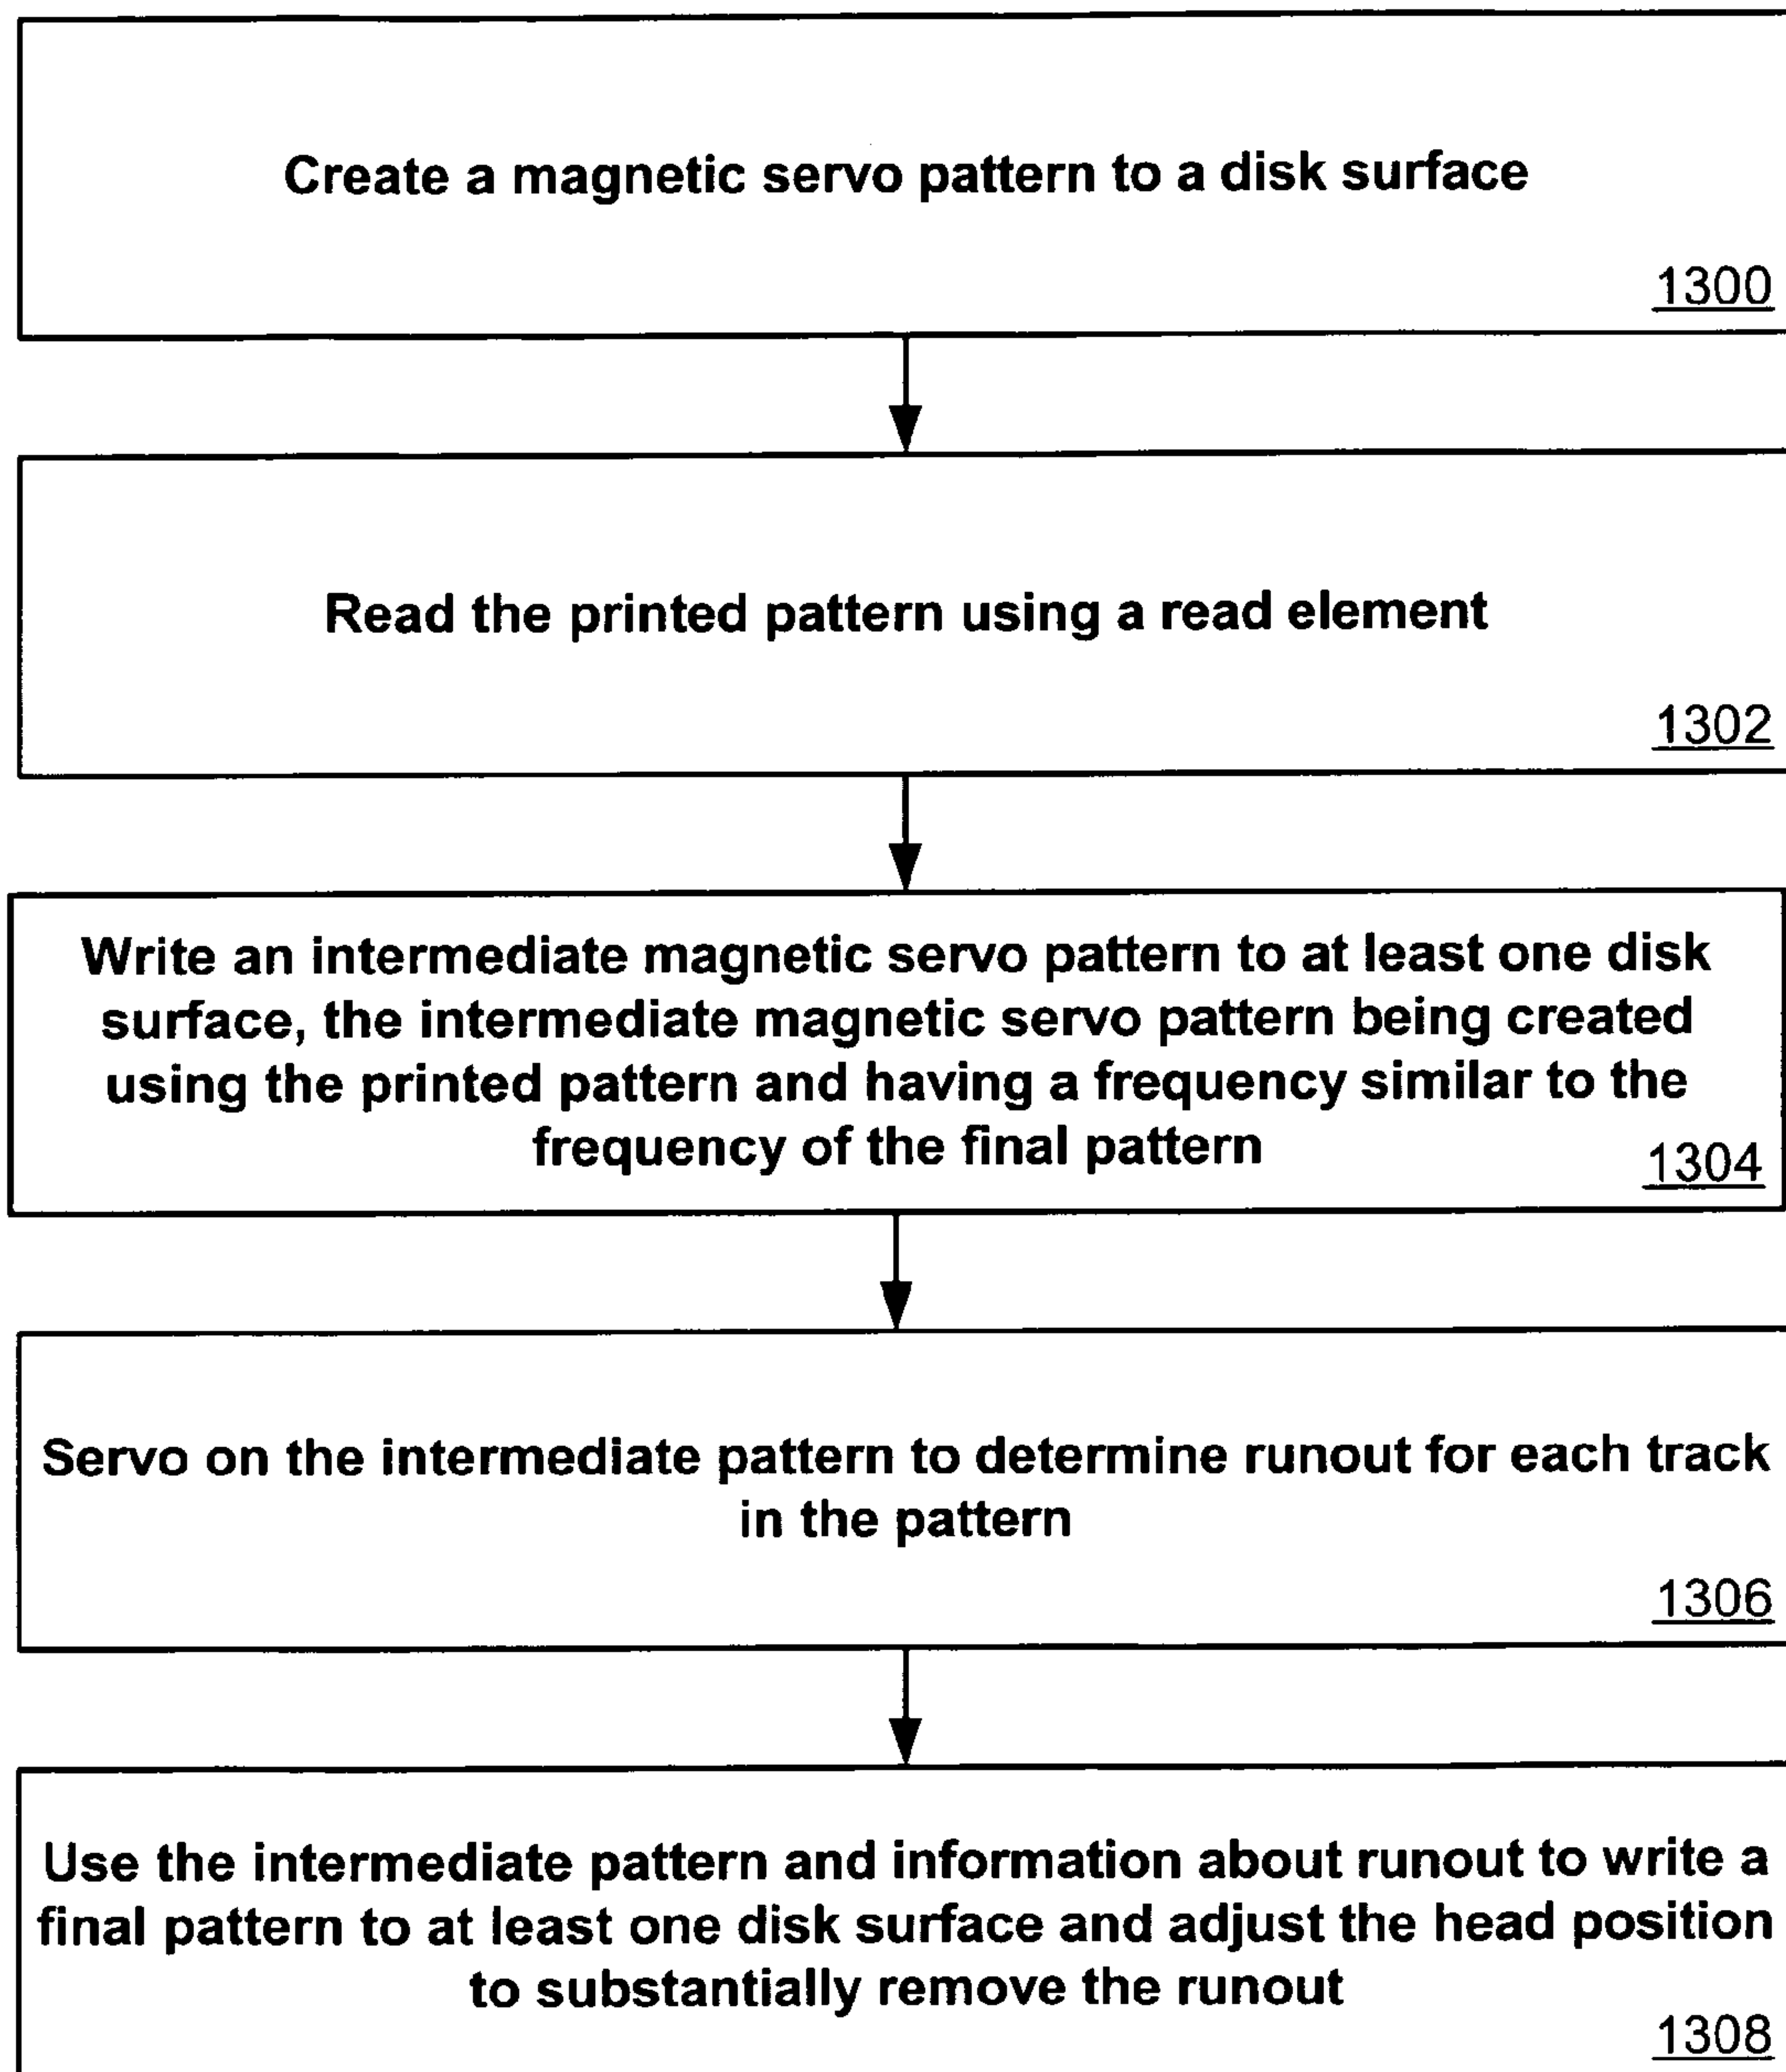 Create a magnetic servo pattern to a disk surface
1300
Read the printed pattern using a read element
1302
Write an intermediate magnetic servo pattern to at least one disk
surface, the intermediate magnetic servo pattern being created
using the printed pattern and having a frequency similar to the
frequency of the final pattern
1304
Servo on the intermediate pattern to determine runout for each track
in the pattern
1306
Use the intermediate pattern and information about runout to write a
final pattern to at least one disk surface and adjust the head position
to substantially remove the runout
1308